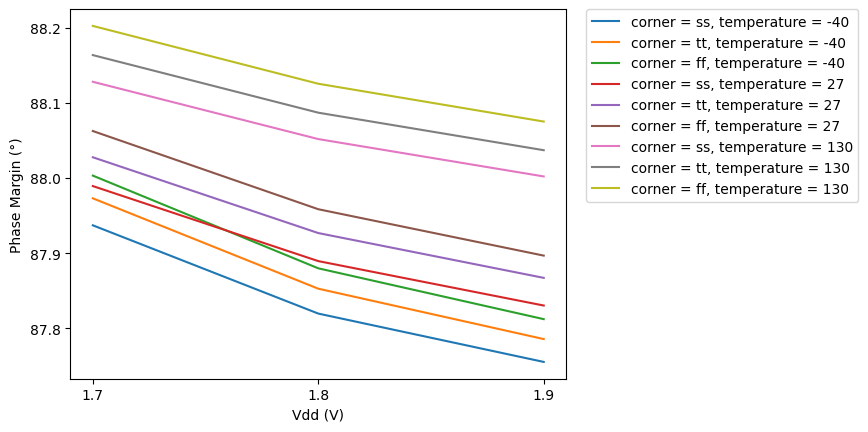 88.2
88.1
88.0
87.9
87.8
Phase Margin (°)
1.7
1.8
1.9
Vdd (V)
corner = ss, temperature = -40
corner = tt, temperature = -40
corner = ff, temperature = -40
corner = ss, temperature = 27
corner = tt, temperature = 27
corner = ff, temperature = 27
corner = ss, temperature = 130
corner = tt, temperature = 130
corner = ff, temperature = 130